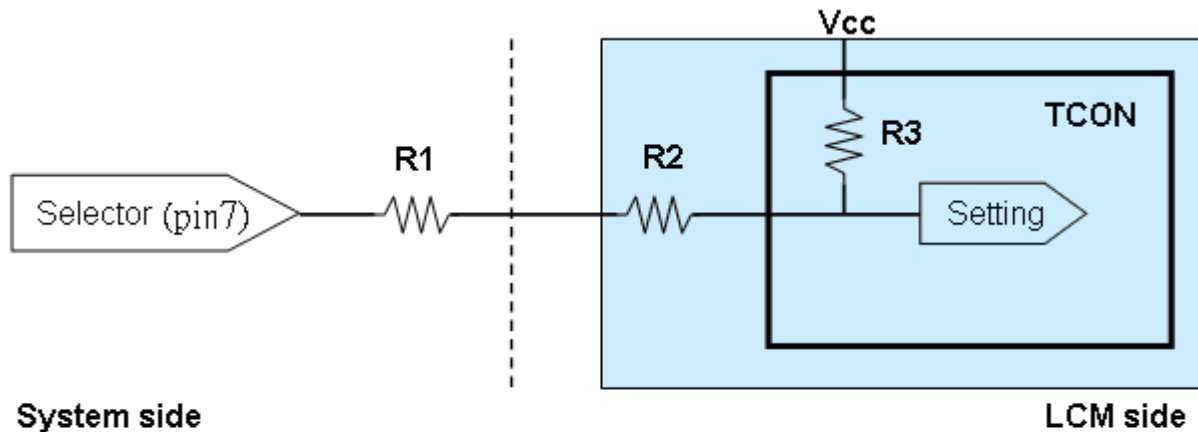 Vcc
TCON
R3
R1
R2
Selector (pin7)
Setting
System side
LCM side